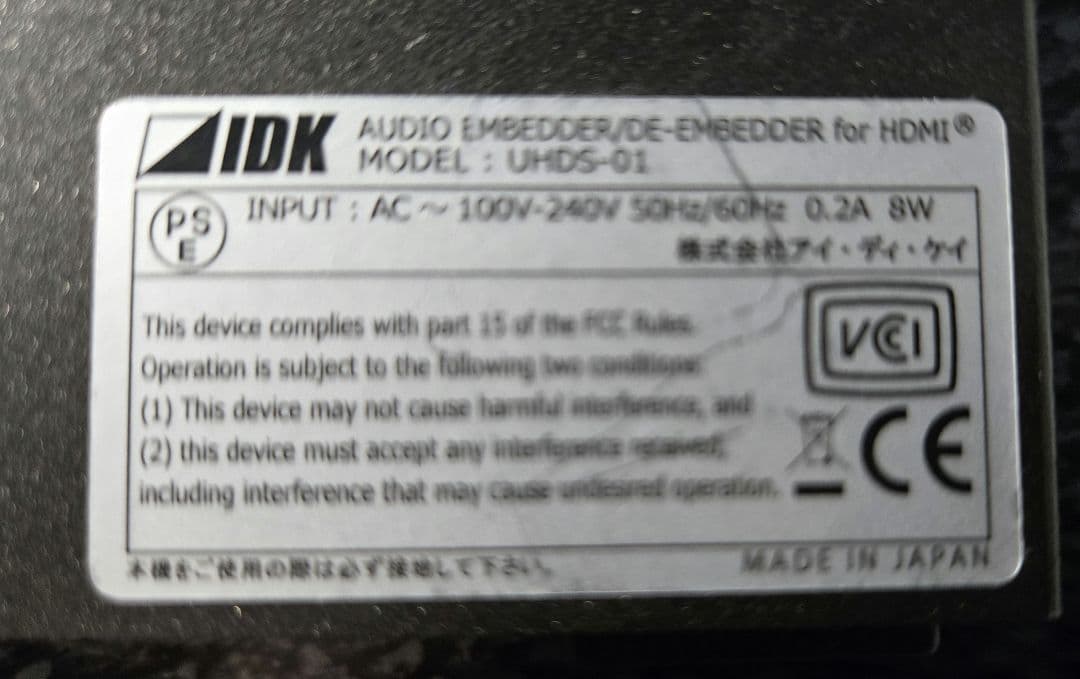 IDK AUDIO EMBEDDER/DE-EMBEDDER for HDMI®
MODEL : UHDS-01
PS
E
INPUT : AC ~ 100V-240V 50Hz/60Hz 0.2A 8W
株式会社アイ・ディ・ケイ
This device complies with part 15 of the FCC Rules.
Operation is subject to the following two conditions:
(1) This device may not cause harmful interference, and
(2) this device must accept any interference received,
including interference that may cause undesired operation.
VCCI
CE
本機をご使用の際は必ず接地して下さい。
MADE IN JAPAN